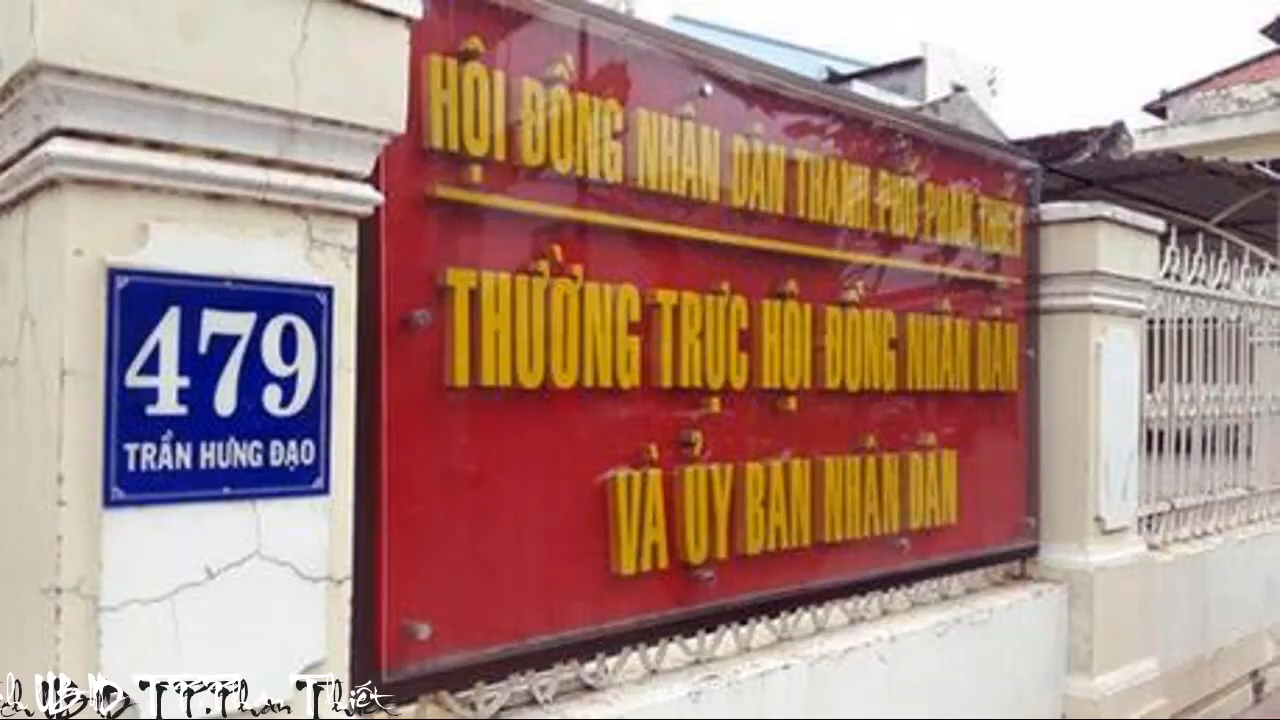 HỘI ĐỒNG NHÂN DÂN THÀNH PHỐ PHAN THIẾT
THƯỜNG TRỰC HỘI ĐỒNG NHÂN DÂN
VÀ ỦY BAN NHÂN DÂN
479
TRẦN HƯNG ĐẠO
UBND TT.Phan Thiết